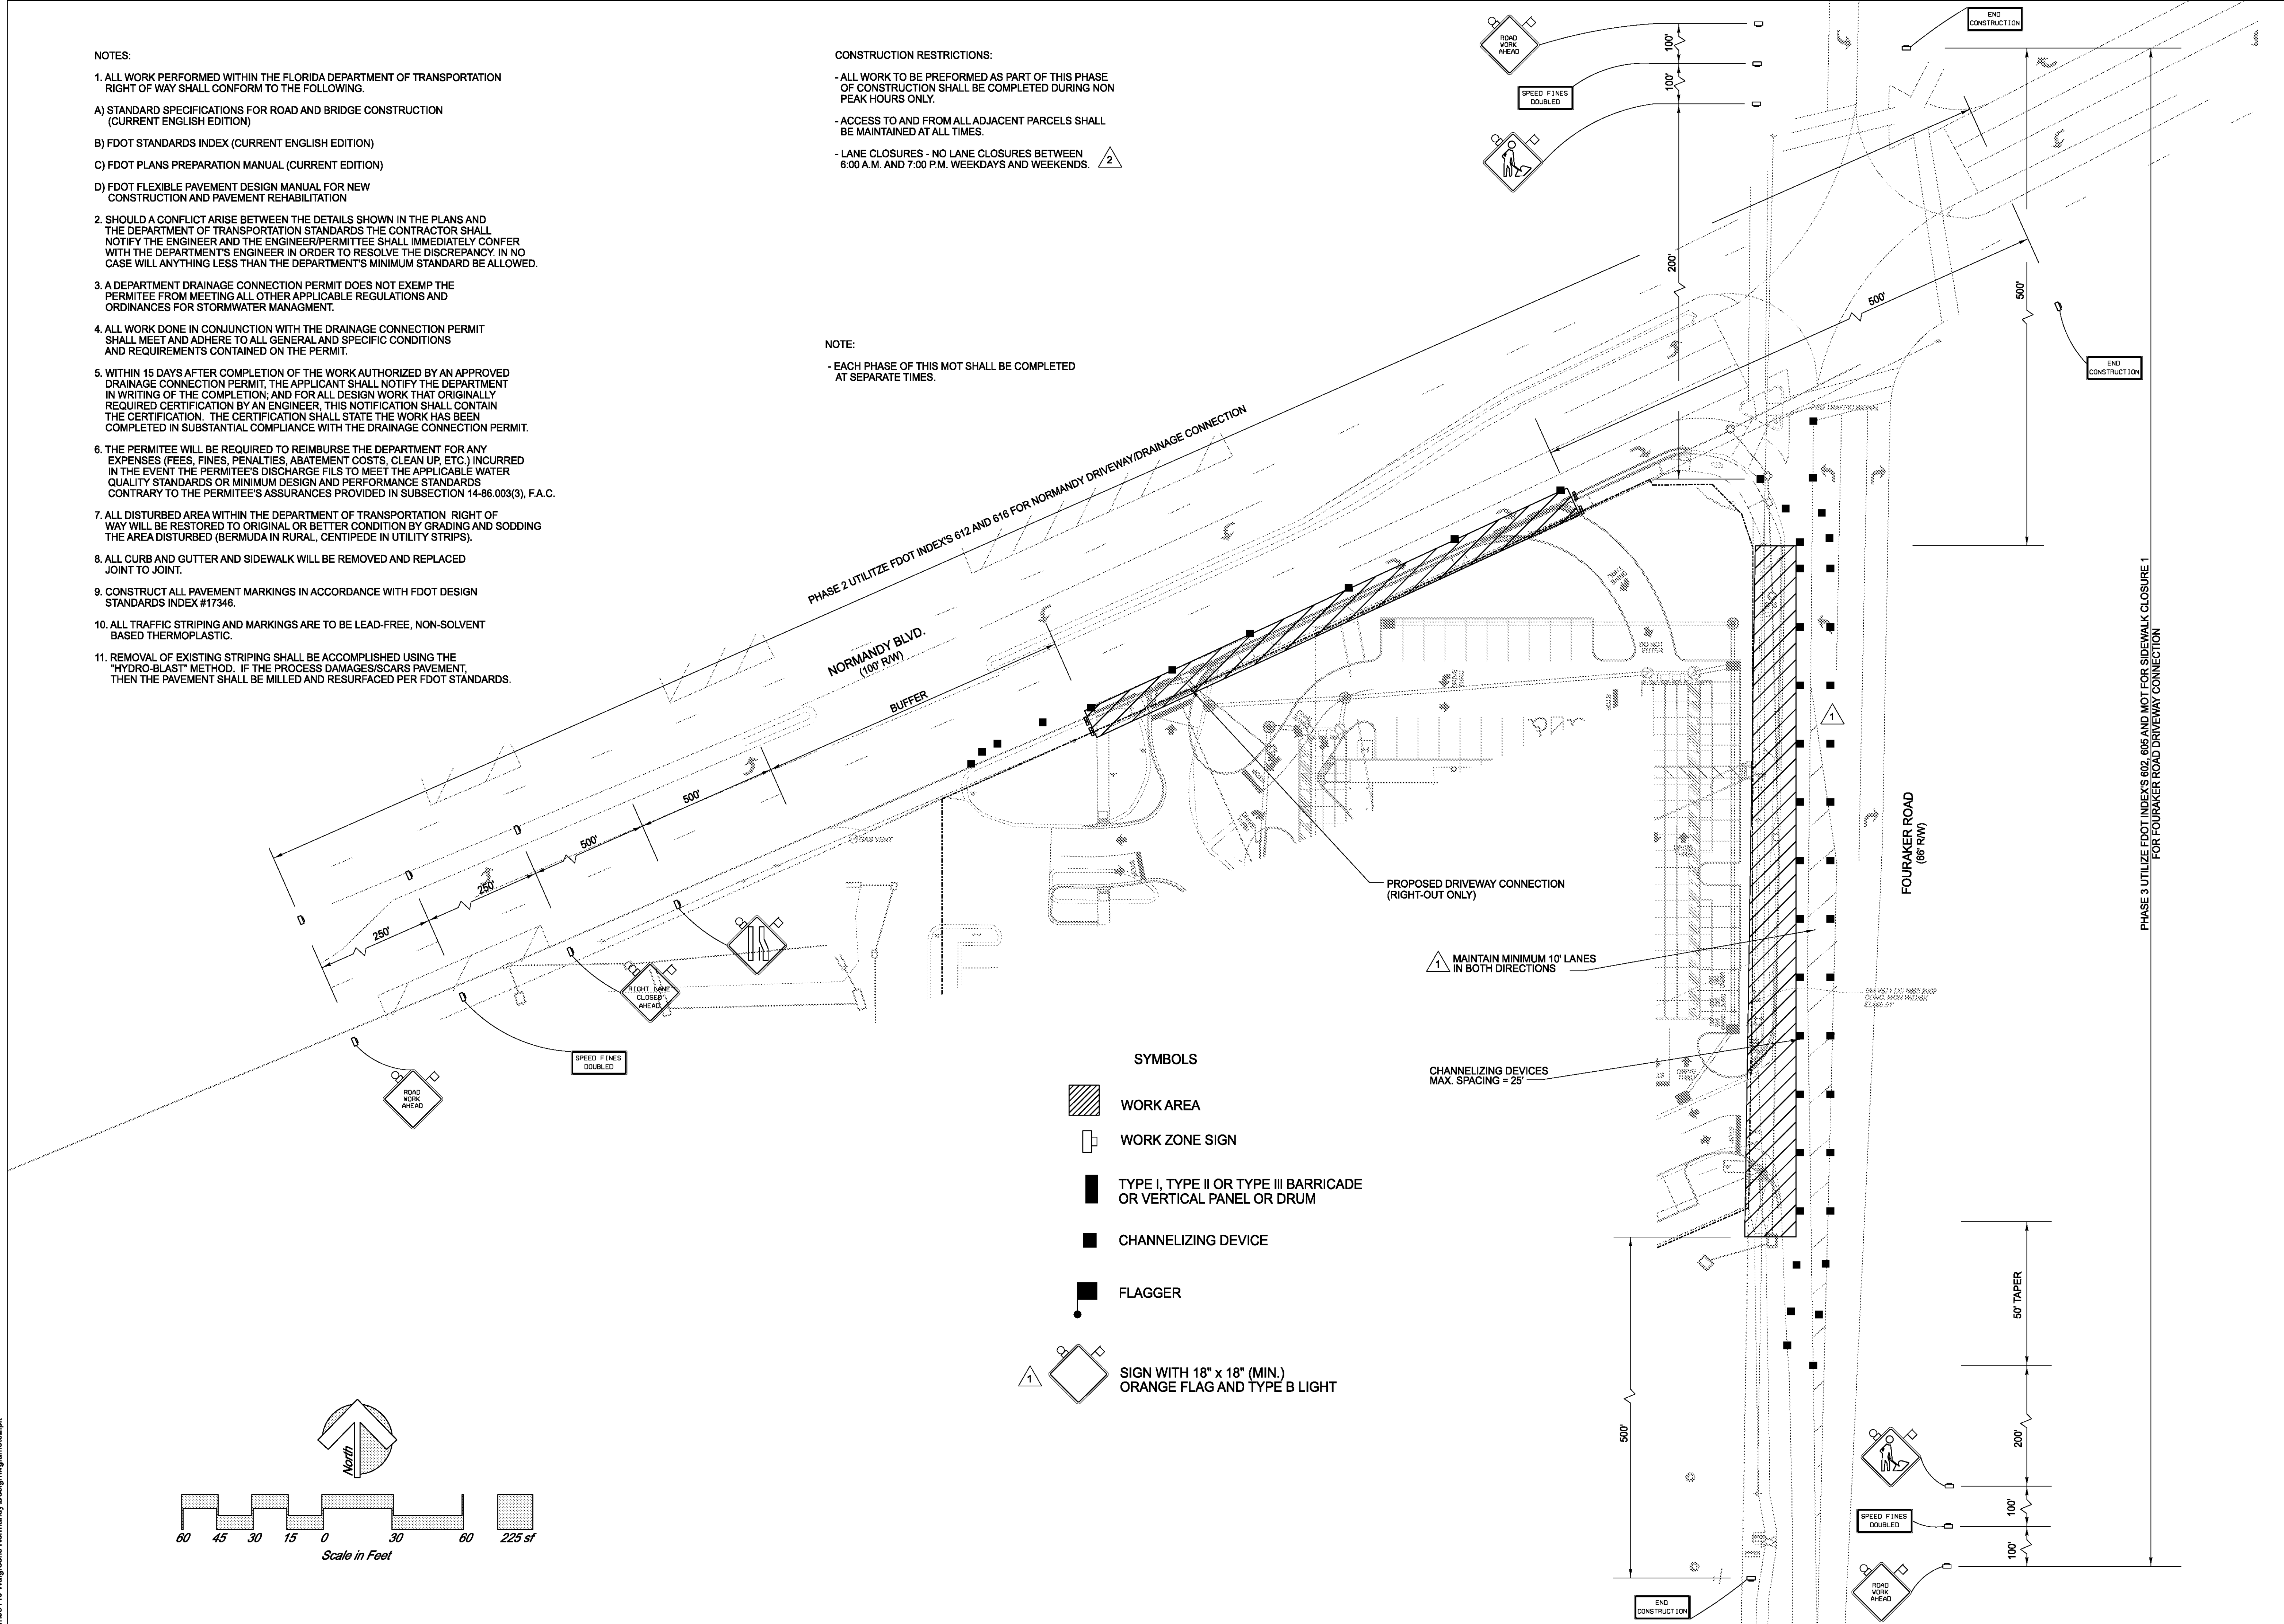 NOTES:
1. ALL WORK PERFORMED WITHIN THE FLORIDA DEPARTMENT OF TRANSPORTATION
RIGHT OF WAY SHALL CONFORM TO THE FOLLOWING.
A) STANDARD SPECIFICATIONS FOR ROAD AND BRIDGE CONSTRUCTION
(CURRENT ENGLISH EDITION)
B) FDOT STANDARDS INDEX (CURRENT ENGLISH EDITION)
C) FDOT PLANS PREPARATION MANUAL (CURRENT EDITION)
D) FDOT FLEXIBLE PAVEMENT DESIGN MANUAL FOR NEW
CONSTRUCTION AND PAVEMENT REHABILITATION
2. SHOULD A CONFLICT ARISE BETWEEN THE DETAILS SHOWN IN THE PLANS AND
THE DEPARTMENT OF TRANSPORTATION STANDARDS THE CONTRACTOR SHALL
NOTIFY THE ENGINEER AND THE ENGINEER/PERMITTEE SHALL IMMEDIATELY CONFER
WITH THE DEPARTMENT'S ENGINEER IN ORDER TO RESOLVE THE DISCREPANCY. IN NO
CASE WILL ANYTHING LESS THAN THE DEPARTMENT'S MINIMUM STANDARD BE ALLOWED.
3. A DEPARTMENT DRAINAGE CONNECTION PERMIT DOES NOT EXEMP THE
PERMITEE FROM MEETING ALL OTHER APPLICABLE REGULATIONS AND
ORDINANCES FOR STORMWATER MANAGMENT.
4. ALL WORK DONE IN CONJUNCTION WITH THE DRAINAGE CONNECTION PERMIT
SHALL MEET AND ADHERE TO ALL GENERAL AND SPECIFIC CONDITIONS
AND REQUIREMENTS CONTAINED ON THE PERMIT.
5. WITHIN 15 DAYS AFTER COMPLETION OF THE WORK AUTHORIZED BY AN APPROVED
DRAINAGE CONNECTION PERMIT, THE APPLICANT SHALL NOTIFY THE DEPARTMENT
IN WRITING OF THE COMPLETION; AND FOR ALL DESIGN WORK THAT ORIGINALLY
REQUIRED CERTIFICATION BY AN ENGINEER, THIS NOTIFICATION SHALL CONTAIN
THE CERTIFICATION. THE CERTIFICATION SHALL STATE THE WORK HAS BEEN
COMPLETED IN SUBSTANTIAL COMPLIANCE WITH THE DRAINAGE CONNECTION PERMIT.
6. THE PERMITEE WILL BE REQUIRED TO REIMBURSE THE DEPARTMENT FOR ANY
EXPENSES (FEES, FINES, PENALTIES, ABATEMENT COSTS, CLEAN UP, ETC.) INCURRED
IN THE EVENT THE PERMITEE'S DISCHARGE FILS TO MEET THE APPLICABLE WATER
QUALITY STANDARDS OR MINIMUM DESIGN AND PERFORMANCE STANDARDS
CONTRARY TO THE PERMITEE'S ASSURANCES PROVIDED IN SUBSECTION 14-86.003(3), F.A.C.
7. ALL DISTURBED AREA WITHIN THE DEPARTMENT OF TRANSPORTATION RIGHT OF
WAY WILL BE RESTORED TO ORIGINAL OR BETTER CONDITION BY GRADING AND SODDING
THE AREA DISTURBED (BERMUDA IN RURAL, CENTIPEDE IN UTILITY STRIPS).
8. ALL CURB AND GUTTER AND SIDEWALK WILL BE REMOVED AND REPLACED
JOINT TO JOINT.
9. CONSTRUCT ALL PAVEMENT MARKINGS IN ACCORDANCE WITH FDOT DESIGN
STANDARDS INDEX #17346.
10. ALL TRAFFIC STRIPING AND MARKINGS ARE TO BE LEAD-FREE, NON-SOLVENT
BASED THERMOPLASTIC.
11. REMOVAL OF EXISTING STRIPING SHALL BE ACCOMPLISHED USING THE
"HYDRO-BLAST" METHOD. IF THE PROCESS DAMAGES/SCARS PAVEMENT,
THEN THE PAVEMENT SHALL BE MILLED AND RESURFACED PER FDOT STANDARDS.
CONSTRUCTION RESTRICTIONS:
- ALL WORK TO BE PREFORMED AS PART OF THIS PHASE
OF CONSTRUCTION SHALL BE COMPLETED DURING NON
PEAK HOURS ONLY.
- ACCESS TO AND FROM ALL ADJACENT PARCELS SHALL
BE MAINTAINED AT ALL TIMES.
- LANE CLOSURES - NO LANE CLOSURES BETWEEN
6:00 A.M. AND 7:00 P.M. WEEKDAYS AND WEEKENDS.
2
NOTE:
- EACH PHASE OF THIS MOT SHALL BE COMPLETED
AT SEPARATE TIMES.
ROAD
WORK
AHEAD
SPEED FINES
DOUBLED
100'
100'
200'
END
CONSTRUCTION
500'
500'
END
CONSTRUCTION
PHASE 2 UTILITZE FDOT INDEX'S 612 AND 616 FOR NORMANDY DRIVEWAY/DRAINAGE CONNECTION
NORMANDY BLVD.
(100' R/W)
BUFFER
500'
500'
250'
250'
RIGHT LANE
CLOSED
AHEAD
SPEED FINES
DOUBLED
ROAD
WORK
AHEAD
DO NOT
ENTER
PROPOSED DRIVEWAY CONNECTION
(RIGHT-OUT ONLY)
1
1
MAINTAIN MINIMUM 10' LANES
IN BOTH DIRECTIONS
CHANNELIZING DEVICES
MAX. SPACING = 25'
FOURAKER ROAD
(66' R/W)
PHASE 3 UTILIZE FDOT INDEX'S 602, 605 AND MOT FOR SIDEWALK CLOSURE 1
FOR FOURAKER ROAD DRIVEWAY CONNECTION
SYMBOLS
WORK AREA
WORK ZONE SIGN
TYPE I, TYPE II OR TYPE III BARRICADE
OR VERTICAL PANEL OR DRUM
CHANNELIZING DEVICE
FLAGGER
1
SIGN WITH 18" x 18" (MIN.)
ORANGE FLAG AND TYPE B LIGHT
50' TAPER
200'
100'
100'
500'
SPEED FINES
DOUBLED
ROAD
WORK
AHEAD
END
CONSTRUCTION
North
60 45 30 15 0 30 60 225 sf
Scale in Feet